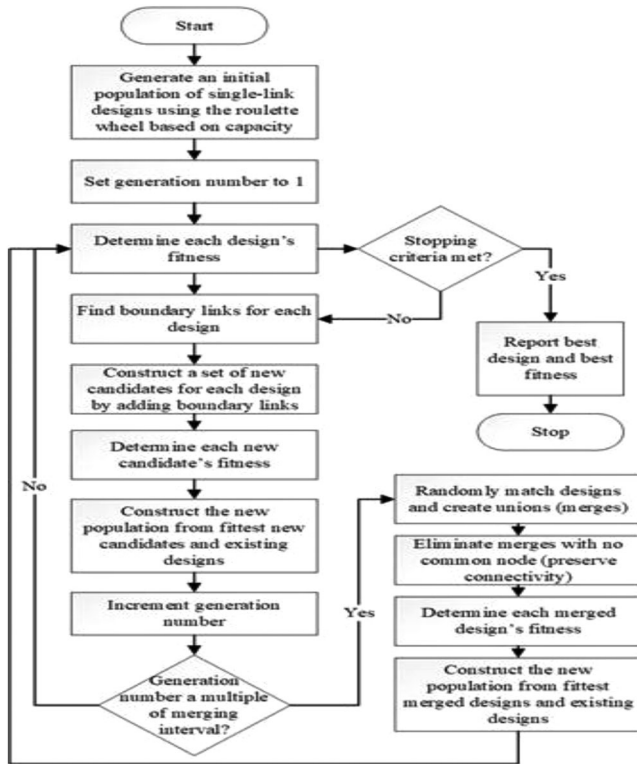 Start
Generate an initial
population of single-link
designs using the roulette
wheel based on capacity
Set generation number to 1
Determine each design's
fitness
Stopping
criteria met?
Yes
No
Find boundary links for each
design
Report best
design and best
fitness
Stop
Construct a set of new
candidates for each design
by adding boundary links
Determine each new
candidate's fitness
No
Construct the new
population from fittest new
candidates and existing
designs
Increment generation
number
Generation
number a multiple
of merging
interval?
Yes
Randomly match designs
and create unions (merges)
Eliminate merges with no
common node (preserve
connectivity)
Determine each merged
design's fitness
Construct the new
population from fittest
merged designs and existing
designs